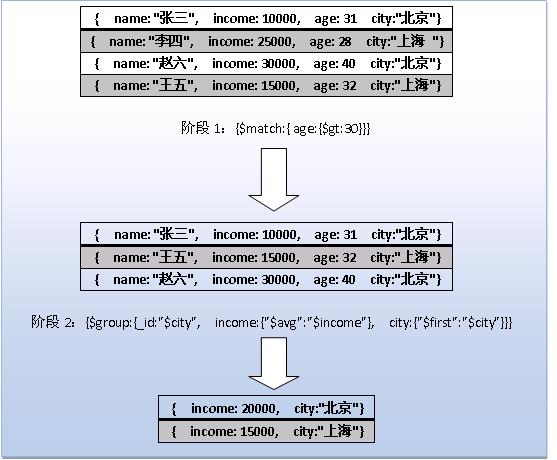 { name: "张三", income: 10000, age: 31 city:"北京"}
{ name: "李四", income: 25000, age: 28 city:"上海 "}
{ name: "赵六", income: 30000, age: 40 city:"北京"}
{ name: "王五", income: 15000, age: 32 city:"上海"}
阶段 1：{$match:{ age:{$gt:30}}}
{ name: "张三", income: 10000, age: 31 city:"北京"}
{ name: "王五", income: 15000, age: 32 city:"上海"}
{ name: "赵六", income: 30000, age: 40 city:"北京"}
阶段 2：{$group:{_id:"$city", income:{"$avg":"$income"}, city:{"$first":"$city"}}}
{ income: 20000, city:"北京"}
{ income: 15000, city:"上海"}